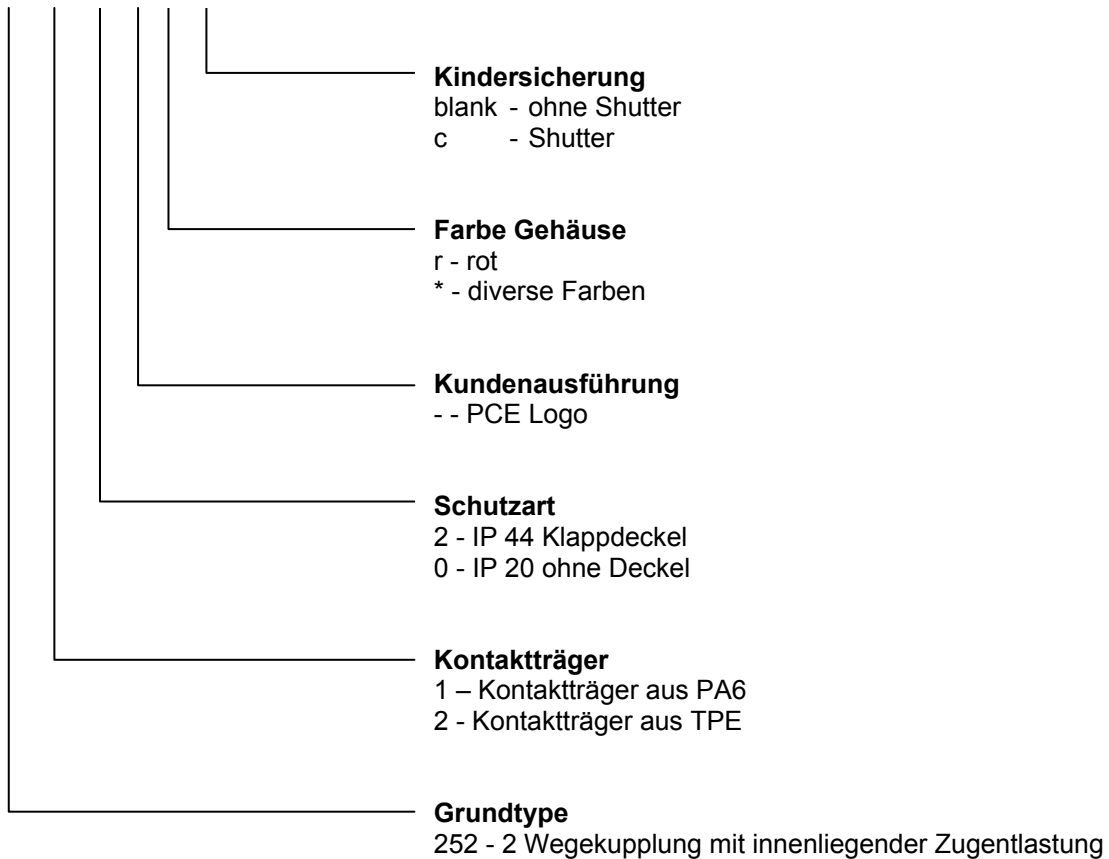 Kindersicherung
blank - ohne Shutter
c - Shutter
Farbe Gehäuse
r - rot
* - diverse Farben
Kundenausführung
- - PCE Logo
Schutzart
2 - IP 44 Klappdeckel
0 - IP 20 ohne Deckel
Kontaktträger
1 – Kontaktträger aus PA6
2 - Kontaktträger aus TPE
Grundtype
252 - 2 Wegekupplung mit innenliegender Zugentlastung